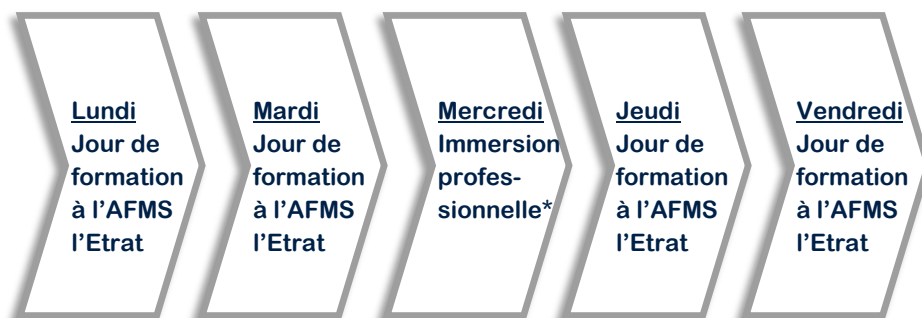 Lundi
Jour de
formation
à l’AFMS
l’Etrat
Mardi
Jour de
formation
à l’AFMS
l’Etrat
Mercredi
Immersion
profes-
sionnelle*
Jeudi
Jour de
formation
à l’AFMS
l’Etrat
Vendredi
Jour de
formation
à l’AFMS
l’Etrat